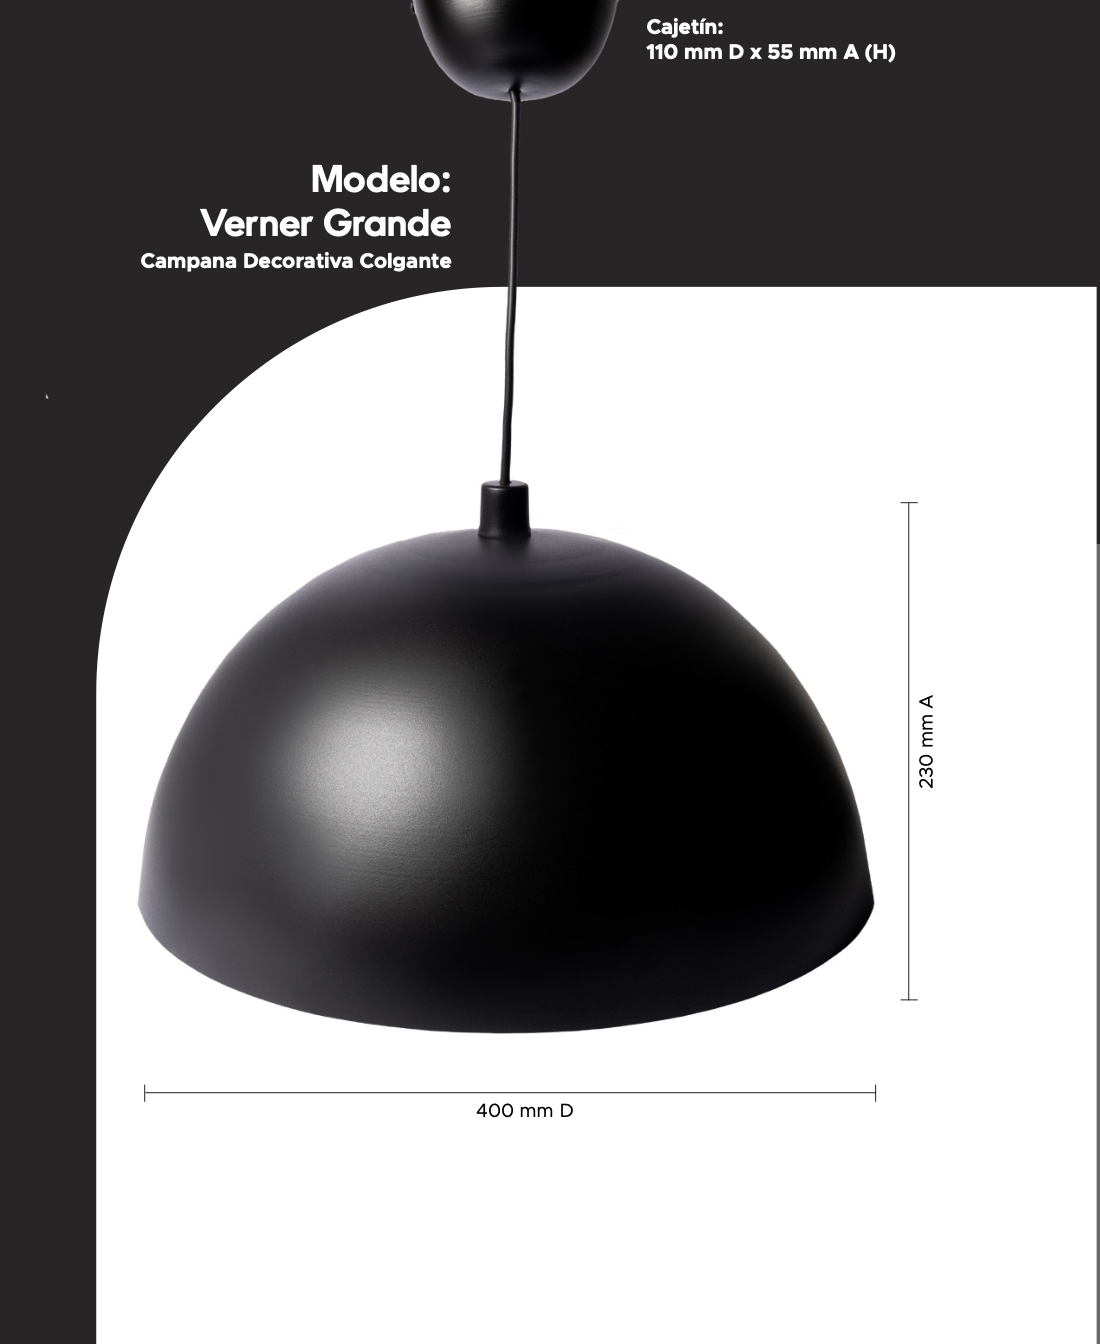 Cajetín:
110 mm D x 55 mm A (H)
Modelo:
Verner Grande
Campana Decorativa Colgante
230 mm A
400 mm D